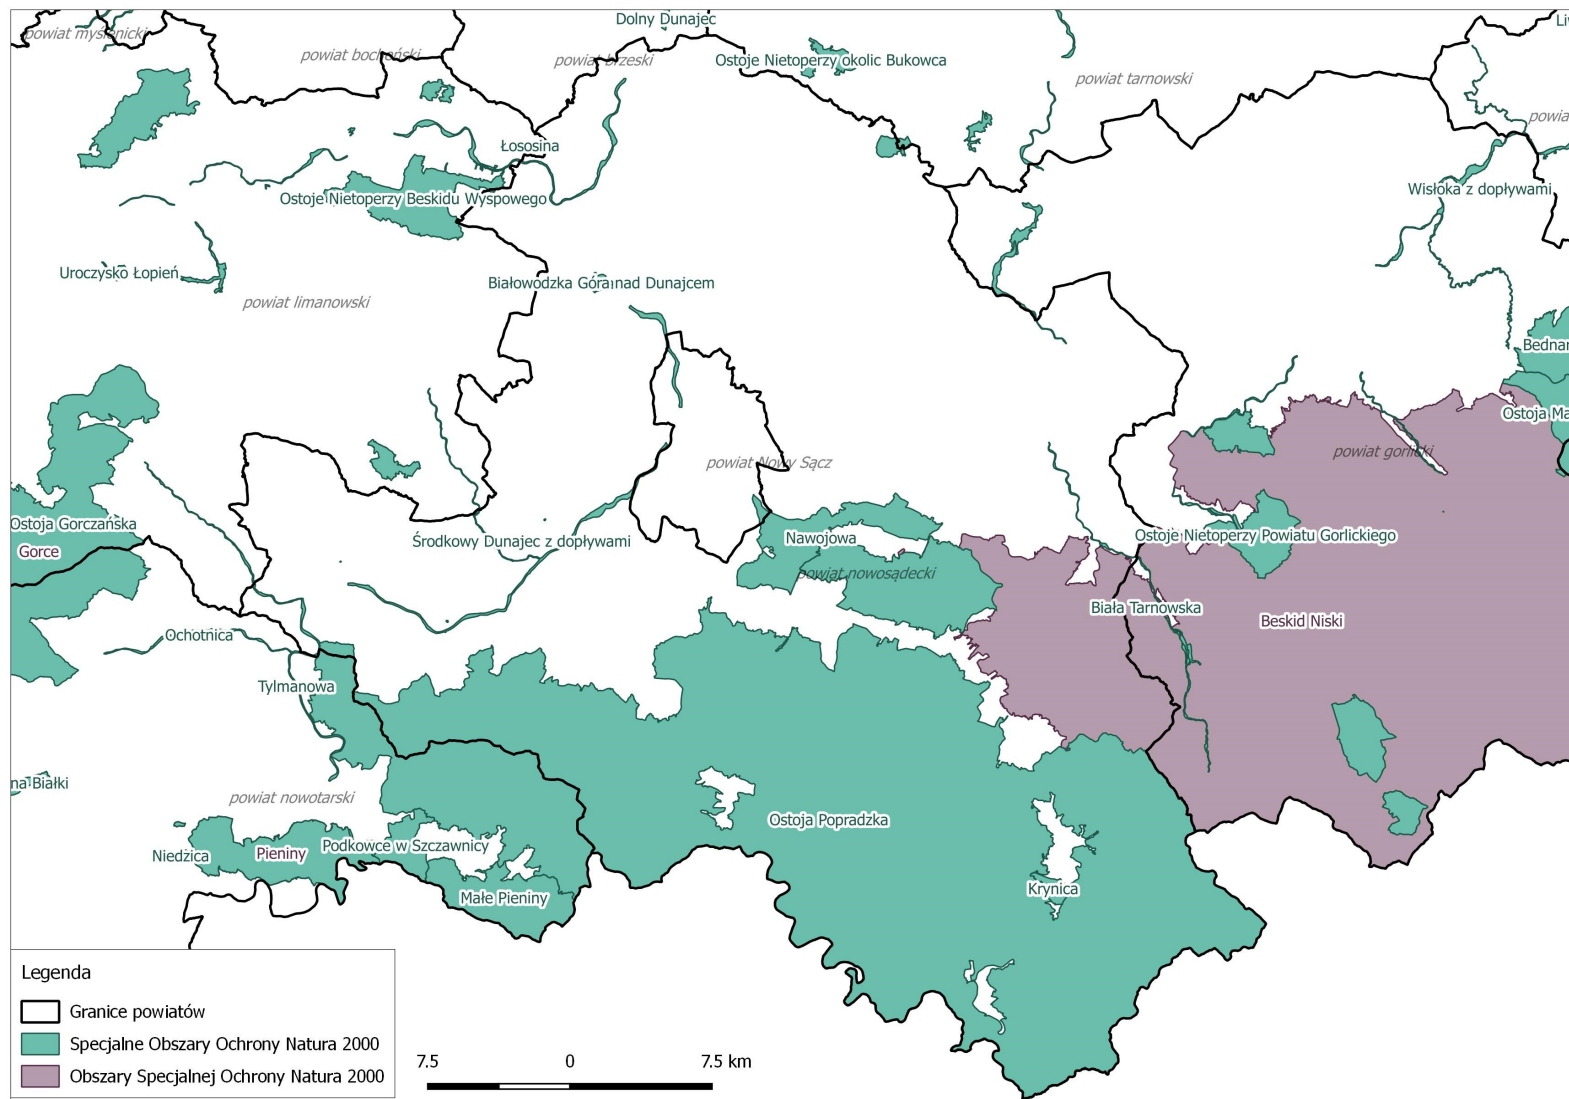 Dolny Dunajec
Li
powiat myślenicki
powiat bocheński
powiat brzeski
Ostoje Nietoperzy okolic Bukowca
powiat tarnowski
powia
Łososina
Wisłoka z dopływami
Ostoje Nietoperzy Beskidu Wyspowego
Uroczysko Łopień
Białowodzka Góra nad Dunajcem
powiat limanowski
Bednar
Ostoja Ma
powiat gorlicki
powiat Nowy Sącz
Ostoja Gorczańska
Gorce
Środkowy Dunajec z dopływami
Nawojowa
Ostoje Nietoperzy Powiatu Gorlickiego
powiat nowosądecki
Biała Tarnowska
Beskid Niski
Ochotnica
Tylmanowa
na Białki
powiat nowotarski
Ostoja Popradzka
Niedzica
Pieniny
Podkowce w Szczawnicy
Małe Pieniny
Krynica
Legenda
Granice powiatów
Specjalne Obszary Ochrony Natura 2000
Obszary Specjalnej Ochrony Natura 2000
7.5 0 7.5 km